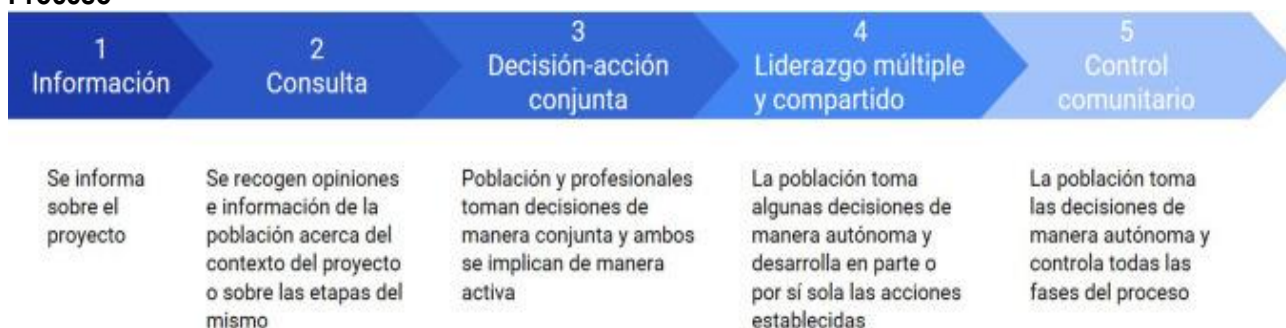 Proceso
1
Información
2
Consulta
3
Decisión-acción
conjunta
4
Liderazgo múltiple
y compartido
5
Control
comunitario
Se informa
sobre el
proyecto
Se recogen opiniones
e información de la
población acerca del
contexto del proyecto
o sobre las etapas del
mismo
Población y profesionales
toman decisiones de
manera conjunta y ambos
se implican de manera
activa
La población toma
algunas decisiones de
manera autónoma y
desarrolla en parte o
por sí sola las acciones
establecidas
La población toma
las decisiones de
manera autónoma y
controla todas las
fases del proceso